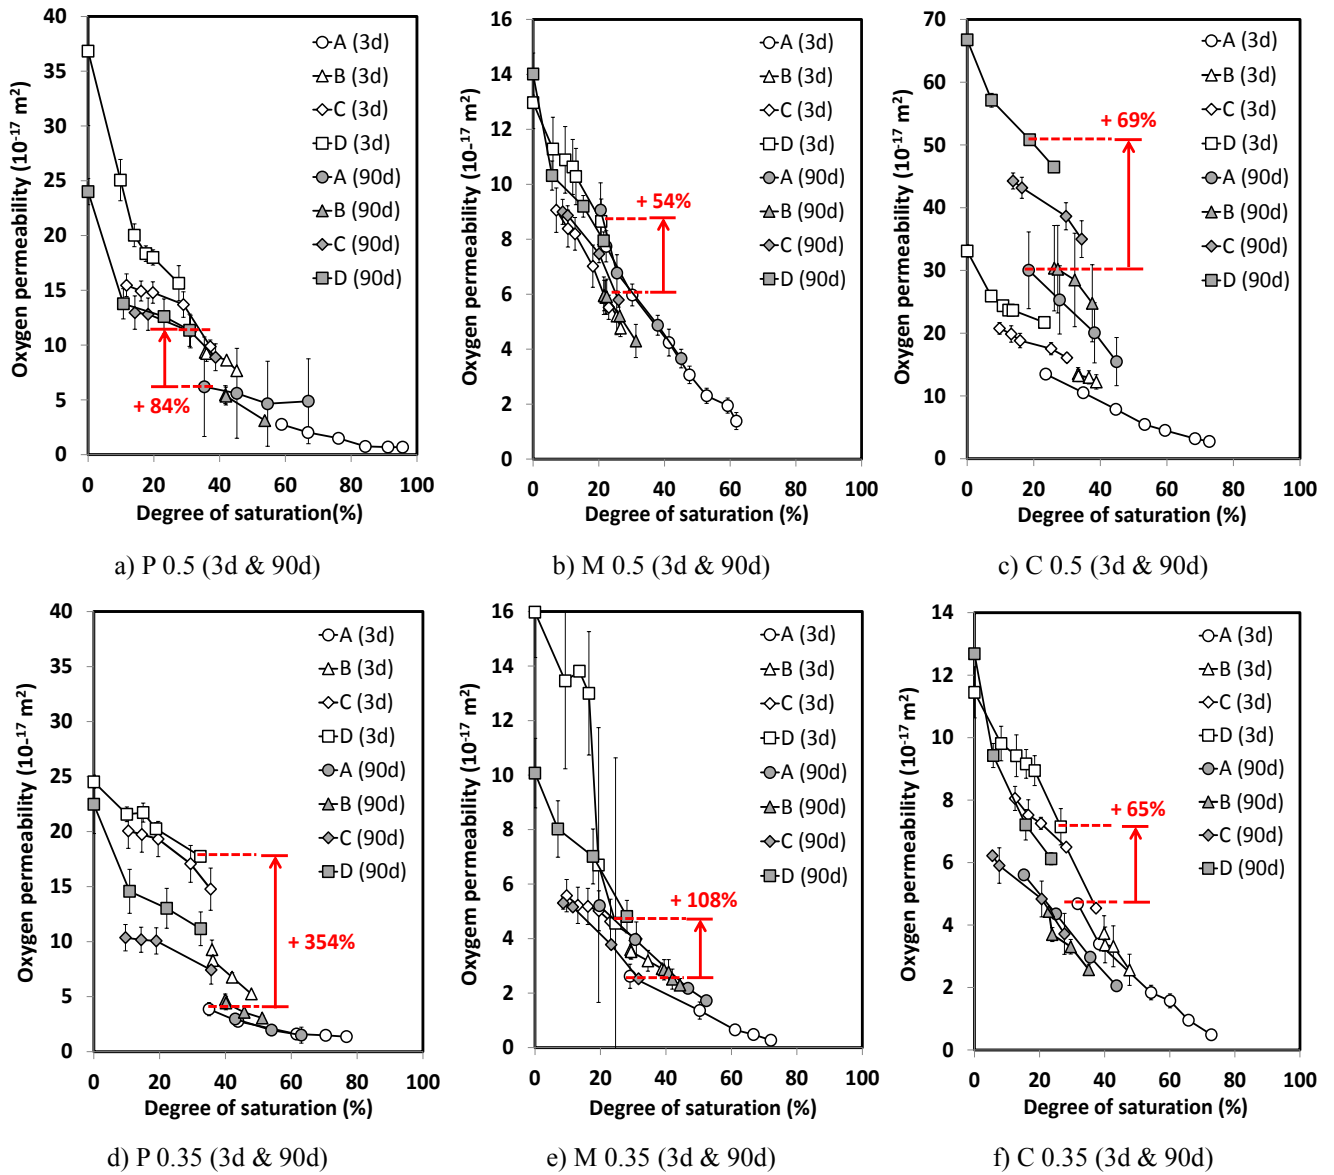 40
35
30
25
20
15
10
5
0
Oxygen permeability (10⁻¹⁷ m²)
A (3d)
B (3d)
C (3d)
D (3d)
A (90d)
B (90d)
C (90d)
D (90d)
+ 84%
0 20 40 60 80 100
Degree of saturation(%)
a) P 0.5 (3d & 90d)
16
14
12
10
8
6
4
2
0
Oxygen permeability (10⁻¹⁷ m²)
A (3d)
B (3d)
C (3d)
D (3d)
A (90d)
B (90d)
C (90d)
D (90d)
+ 54%
0 20 40 60 80 100
Degree of saturation (%)
b) M 0.5 (3d & 90d)
70
60
50
40
30
20
10
0
Oxygen permeability (10⁻¹⁷ m²)
A (3d)
B (3d)
C (3d)
D (3d)
A (90d)
B (90d)
C (90d)
D (90d)
+ 69%
0 20 40 60 80 100
Degree of saturation (%)
c) C 0.5 (3d & 90d)
40
35
30
25
20
15
10
5
0
Oxygen permeability (10⁻¹⁷ m²)
A (3d)
B (3d)
C (3d)
D (3d)
A (90d)
B (90d)
C (90d)
D (90d)
+ 354%
0 20 40 60 80 100
Degree of saturation (%)
d) P 0.35 (3d & 90d)
16
14
12
10
8
6
4
2
0
Oxygen permeability (10⁻¹⁷ m²)
A (3d)
B (3d)
C (3d)
D (3d)
A (90d)
B (90d)
C (90d)
D (90d)
+ 108%
0 20 40 60 80 100
Degree of saturation (%)
e) M 0.35 (3d & 90d)
14
12
10
8
6
4
2
0
Oxygen permeability (10⁻¹⁷ m²)
A (3d)
B (3d)
C (3d)
D (3d)
A (90d)
B (90d)
C (90d)
D (90d)
+ 65%
0 20 40 60 80 100
Degree of saturation (%)
f) C 0.35 (3d & 90d)